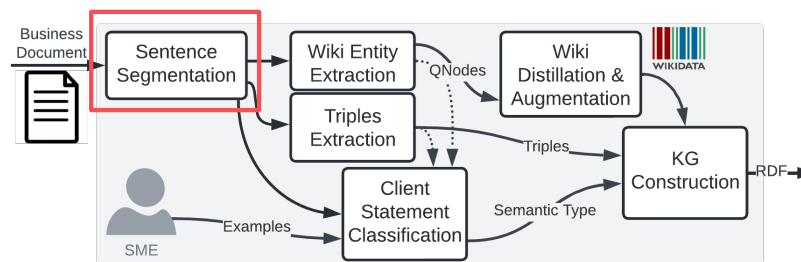 Business
Document
Sentence
Segmentation
Wiki Entity
Extraction
QNodes
Wiki
Distillation &
Augmentation
WIKIDATA
Triples
Extraction
Triples
KG
Construction
RDF
Client
Statement
Classification
Semantic Type
Examples
SME